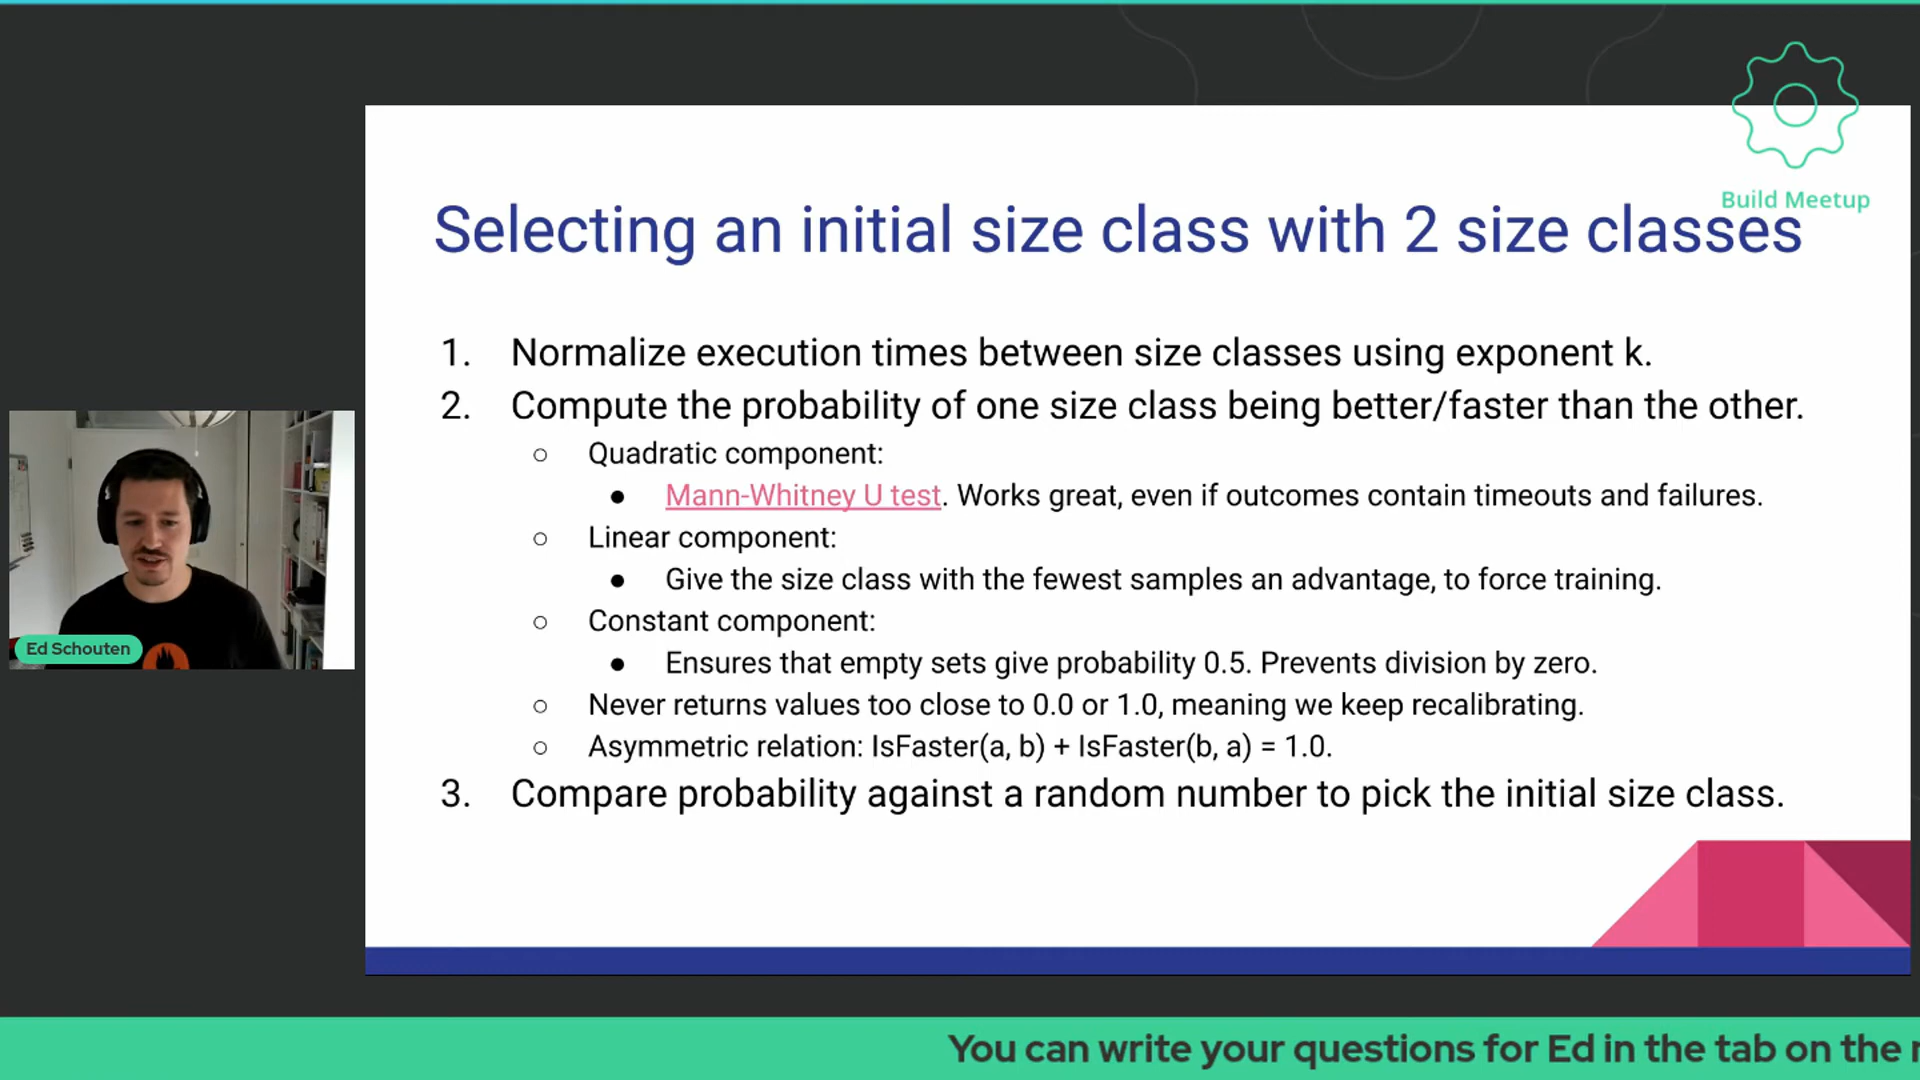 Build Meetup
Selecting an initial size class with 2 size classes
1. Normalize execution times between size classes using exponent k.
2. Compute the probability of one size class being better/faster than the other.
○ Quadratic component:
● Mann-Whitney U test. Works great, even if outcomes contain timeouts and failures.
○ Linear component:
● Give the size class with the fewest samples an advantage, to force training.
○ Constant component:
● Ensures that empty sets give probability 0.5. Prevents division by zero.
○ Never returns values too close to 0.0 or 1.0, meaning we keep recalibrating.
○ Asymmetric relation: IsFaster(a, b) + IsFaster(b, a) = 1.0.
3. Compare probability against a random number to pick the initial size class.
Ed Schouten
You can write your questions for Ed in the tab on the